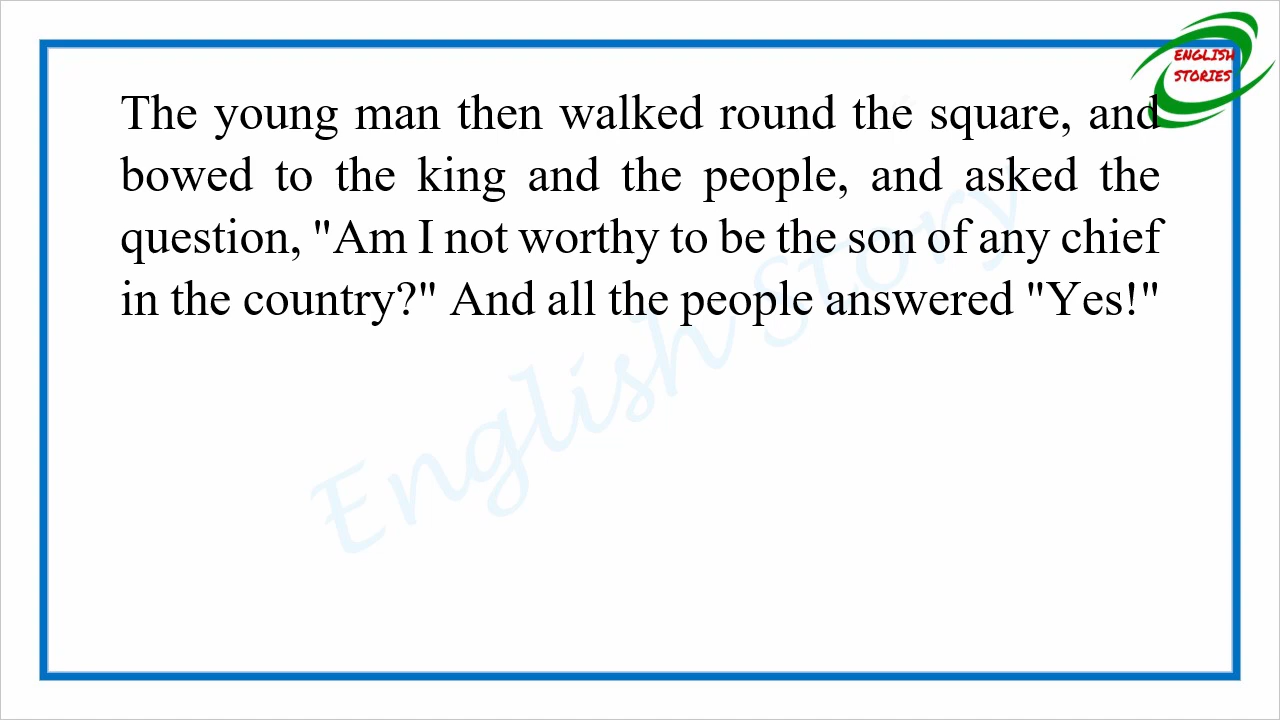 ENGLISH
STORIES
The young man then walked round the square, and
bowed to the king and the people, and asked the
question, "Am I not worthy to be the son of any chief
in the country?" And all the people answered "Yes!"
English Story